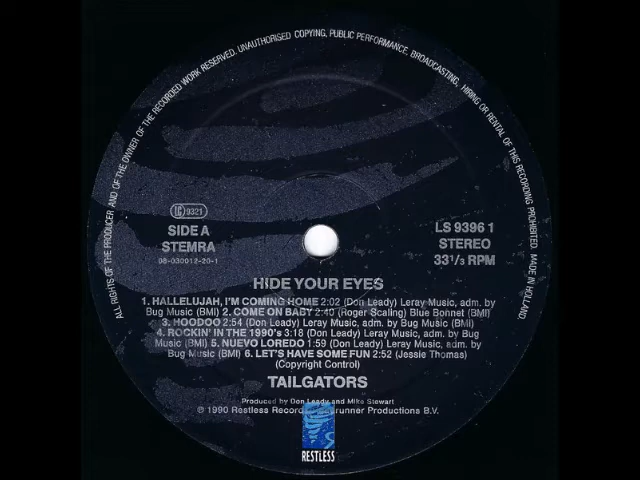 ALL RIGHTS OF THE PRODUCER AND OF THE OWNER OF THE RECORDED WORK RESERVED. UNAUTHORISED COPYING, PUBLIC PERFORMANCE, BROADCASTING, HIRING OR RENTAL OF THIS RECORDING PROHIBITED. MADE IN HOLLAND.
LC 9321
SIDE A
STEMRA
08-030012-20-1
LS 9396 1
STEREO
33 1/3 RPM
HIDE YOUR EYES
1. HALLELUJAH, I'M COMING HOME 2:02 (Don Leady) Leray Music, adm. by
Bug Music (BMI) 2. COME ON BABY 2:40 (Roger Scaling) Blue Bonnet (BMI)
3. HOODOO 2:54 (Don Leady) Leray Music, adm. by Bug Music (BMI)
4. ROCKIN' IN THE 1990's 3:18 (Don Leady) Leray Music, adm. by Bug
Music (BMI) 5. NUEVO LOREDO 1:59 (Don Leady) Leray Music, adm. by
Bug Music (BMI) 6. LET'S HAVE SOME FUN 2:52 (Jessie Thomas)
(Copyright Control)
TAILGATORS
Produced by Don Leady and Mike Stewart
℗ 1990 Restless Productions B.V.
RESTLESS